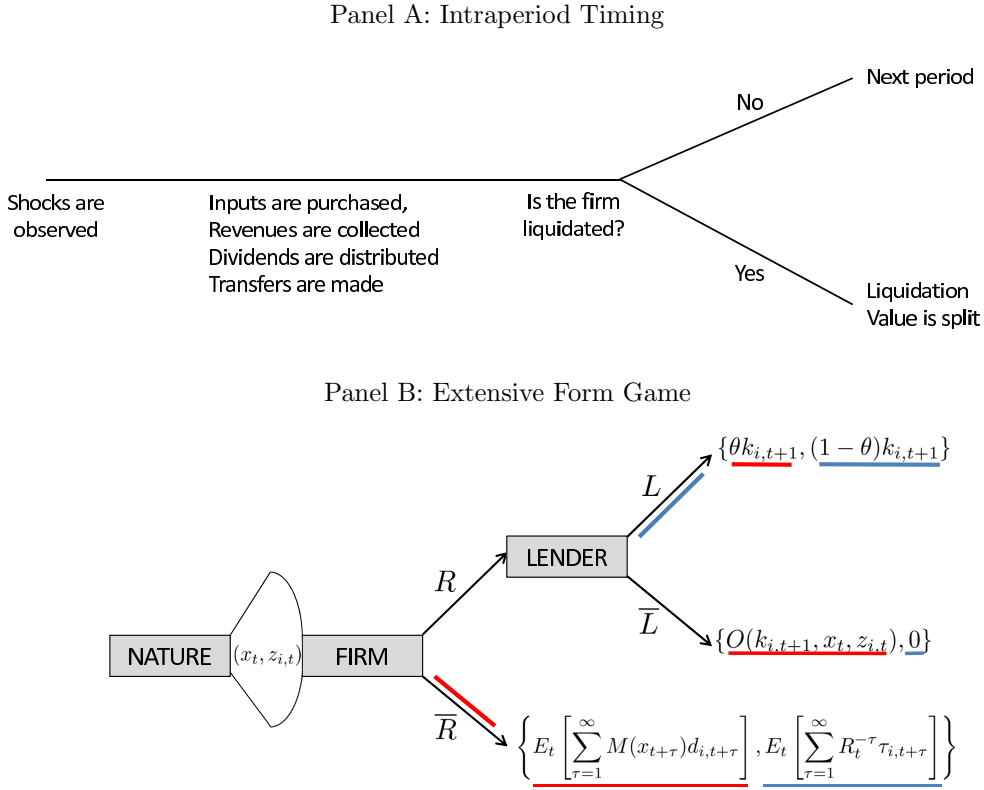 Panel A: Intraperiod Timing
Next period
No
Shocks are
observed
Inputs are purchased,
Revenues are collected
Dividends are distributed
Transfers are made
Is the firm
liquidated?
Yes
Liquidation
Value is split
Panel B: Extensive Form Game
{θk_{i,t+1}, (1 − θ)k_{i,t+1}}
L
LENDER
R
L̅
{O(k_{i,t+1}, x_t, z_{i,t}), 0}
NATURE
(x_t, z_{i,t})
FIRM
R̅
{E_t [∑_{τ=1}^{∞} M(x_{t+τ})d_{i,t+τ}], E_t [∑_{τ=1}^{∞} R_t^{−τ} τ_{i,t+τ}]}